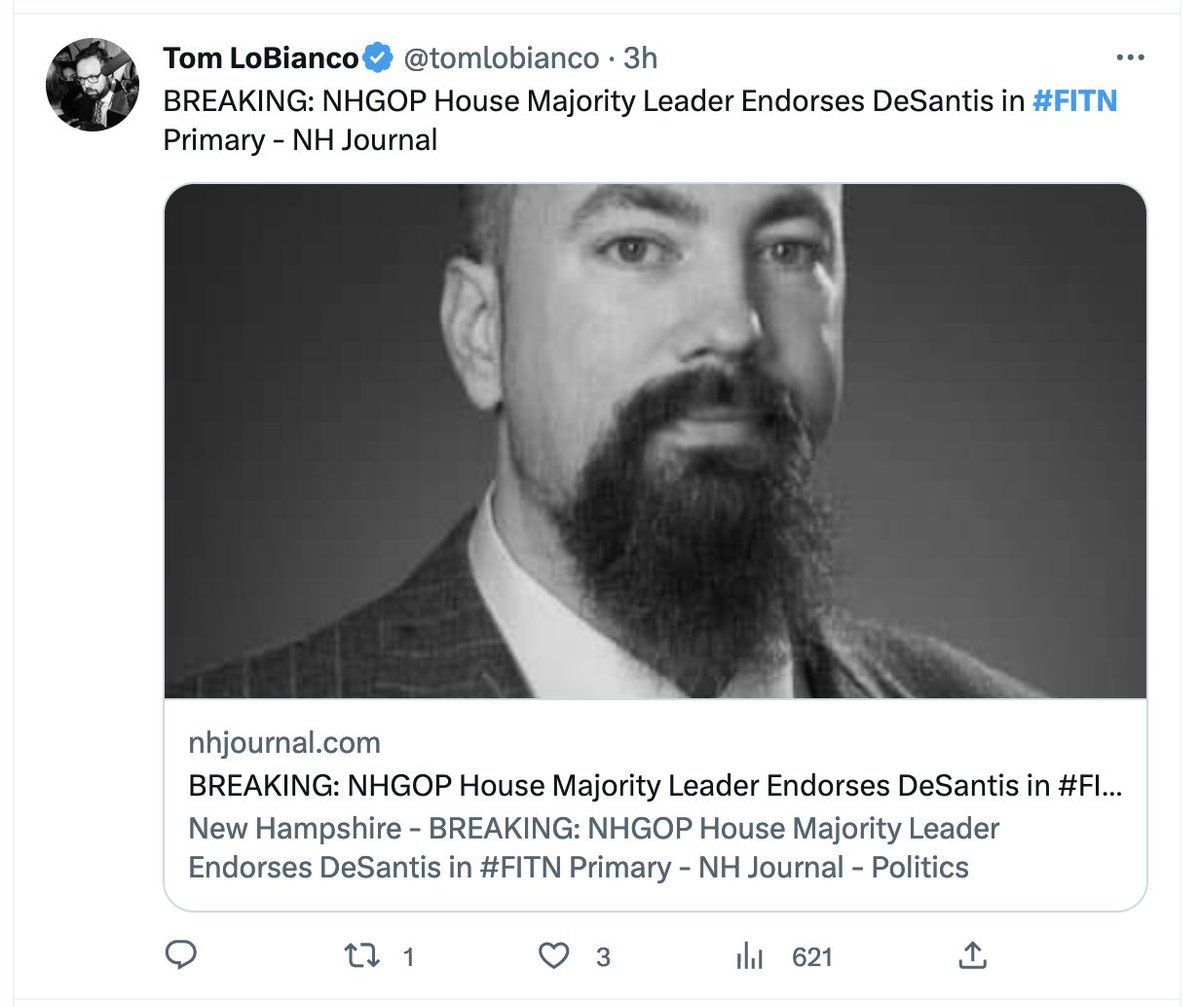 Tom LoBianco @tomlobianco · 3h
BREAKING: NHGOP House Majority Leader Endorses DeSantis in #FITN
Primary - NH Journal
nhjournal.com
BREAKING: NHGOP House Majority Leader Endorses DeSantis in #FI...
New Hampshire - BREAKING: NHGOP House Majority Leader
Endorses DeSantis in #FITN Primary - NH Journal - Politics
1 3 621